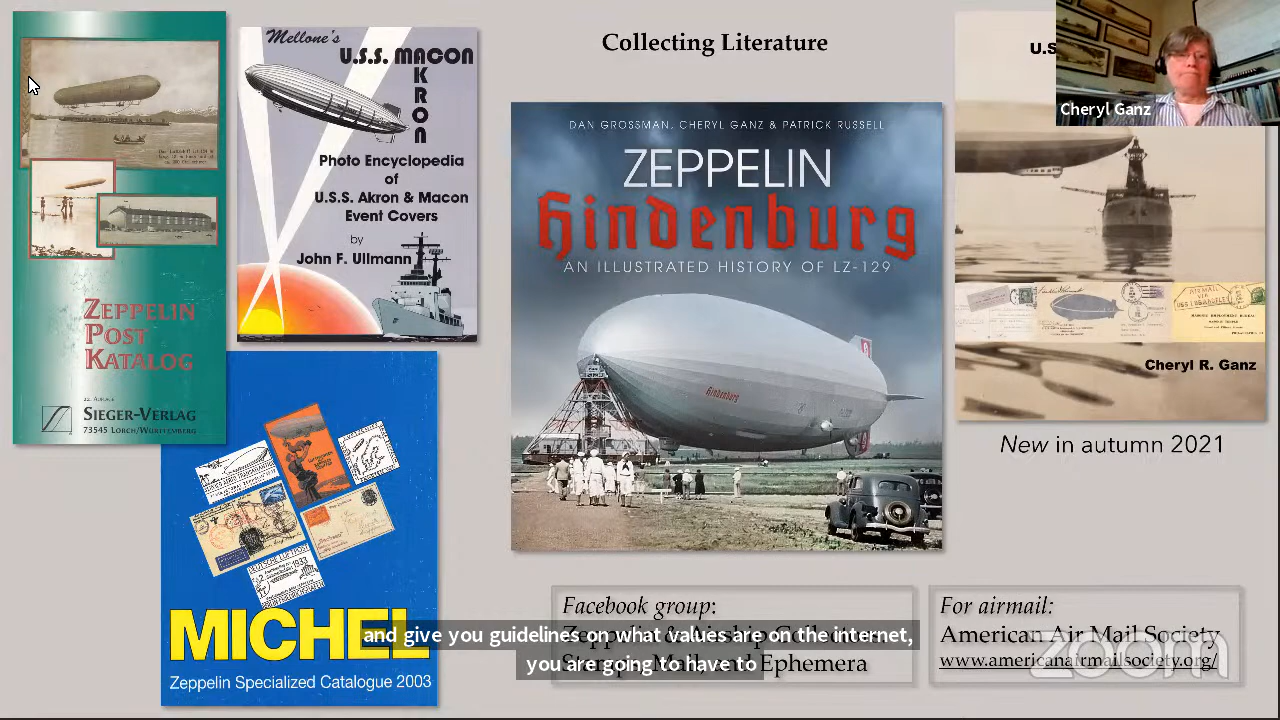 Collecting Literature
Mellone's
U.S.S. MACON
AKRON
Photo Encyclopedia
of
U.S.S. Akron & Macon
Event Covers
by
John F. Ullmann
ZEPPELIN
POST
KATALOG
SIEGER-VERLAG
73545 LORCH/WÜRTTEMBERG
MICHEL
Zeppelin Specialized Catalogue 2003
DAN GROSSMAN, CHERYL GANZ & PATRICK RUSSELL
ZEPPELIN
Hindenburg
AN ILLUSTRATED HISTORY OF LZ-129
Hindenburg
U.S
Cheryl Ganz
Cheryl R. Ganz
New in autumn 2021
Facebook group:
and Ephemera
For airmail:
American Air Mail Society
www.americanairmailsociety.org/
and give you guidelines on what values are on the internet,
you are going to have to
zoom